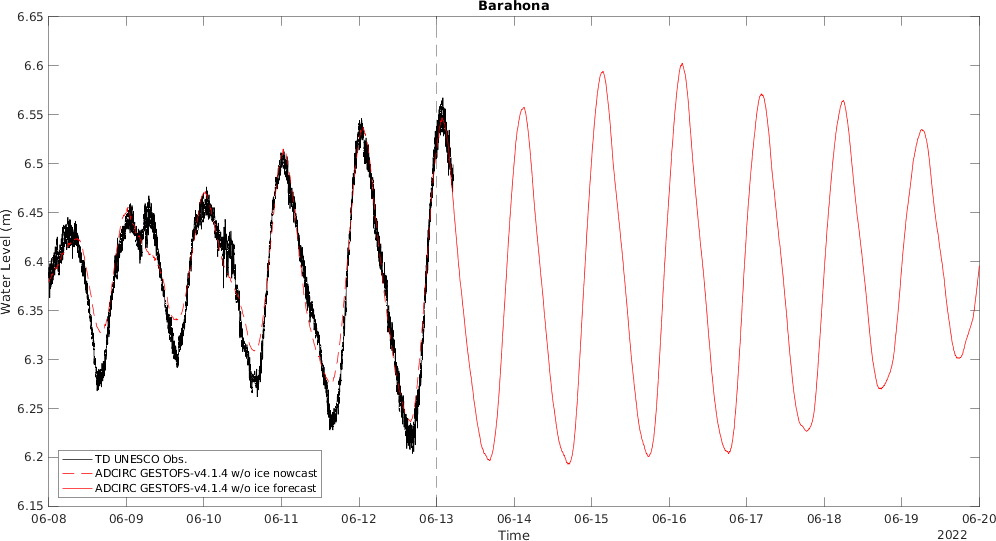 Barahona
6.65
6.6
6.55
6.5
6.45
6.4
6.35
6.3
6.25
6.2
6.15
Water Level (m)
TD UNESCO Obs.
ADCIRC GESTOFS-v4.1.4 w/o ice nowcast
ADCIRC GESTOFS-v4.1.4 w/o ice forecast
06-08 06-09 06-10 06-11 06-12 06-13 06-14 06-15 06-16 06-17 06-18 06-19 06-20
Time
2022